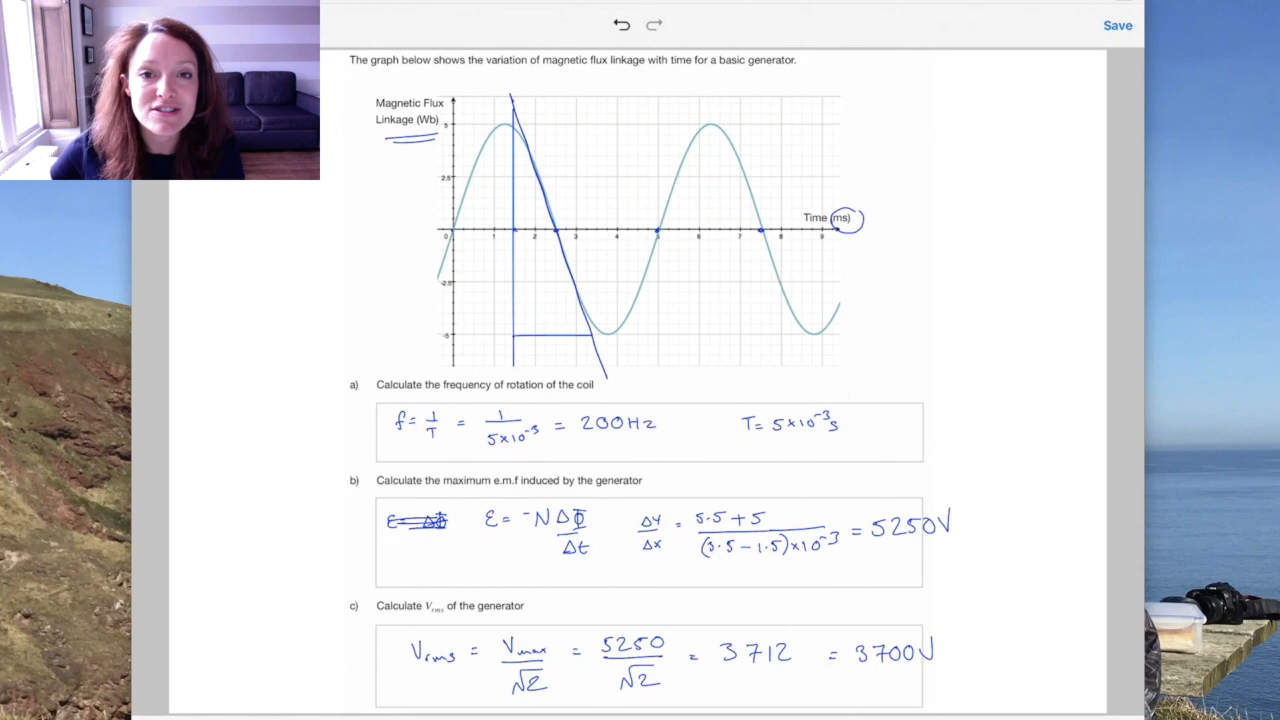 Save
The graph below shows the variation of magnetic flux linkage with time for a basic generator.
Magnetic Flux
Linkage (Wb)
5
2.5
Time (ms)
0 1 2 3 4 5 6 7 8 9
-2.5
-5
a) Calculate the frequency of rotation of the coil
f = 1/T = 1/5×10⁻³ = 200Hz T = 5×10⁻³s
b) Calculate the maximum e.m.f induced by the generator
ε = -NΔΦ/Δt Δy/Δx = 5.5+5/(3.5-1.5)×10⁻³ = 5250V
c) Calculate Vrms of the generator
Vrms = Vmax/√2 = 5250/√2 = 3712 = 3700V